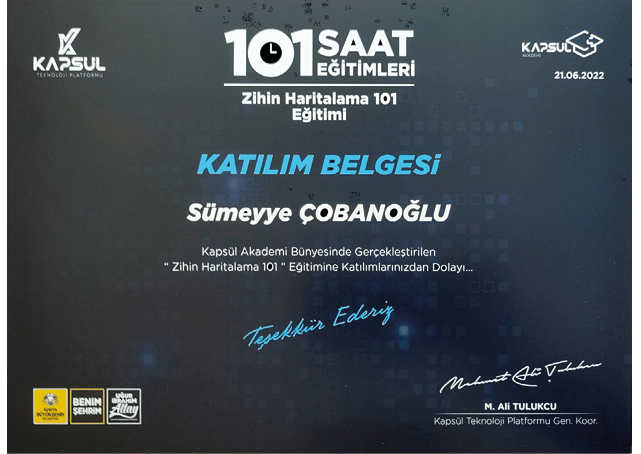 KAPSUL
TEKNOLOJİ PLATFORMU
101 SAAT
EĞİTİMLERİ
KAPSUL
AKADEMİ
21.06.2022
Zihin Haritalama 101
Eğitimi
KATILIM BELGESİ
Sümeyye ÇOBANOĞLU
Kapsül Akademi Bünyesinde Gerçekleştirilen
“ Zihin Haritalama 101 ” Eğitimine Katılımlarınızdan Dolayı...
Teşekkür Ederiz
Mehmet Ali Tulukcu
KONYA
BÜYÜKŞEHİR
BELEDİYESİ
BENİM
ŞEHRİM
UĞUR
İBRAHİM
Altay
M. Ali TULUKCU
Kapsül Teknoloji Platformu Gen. Koor.